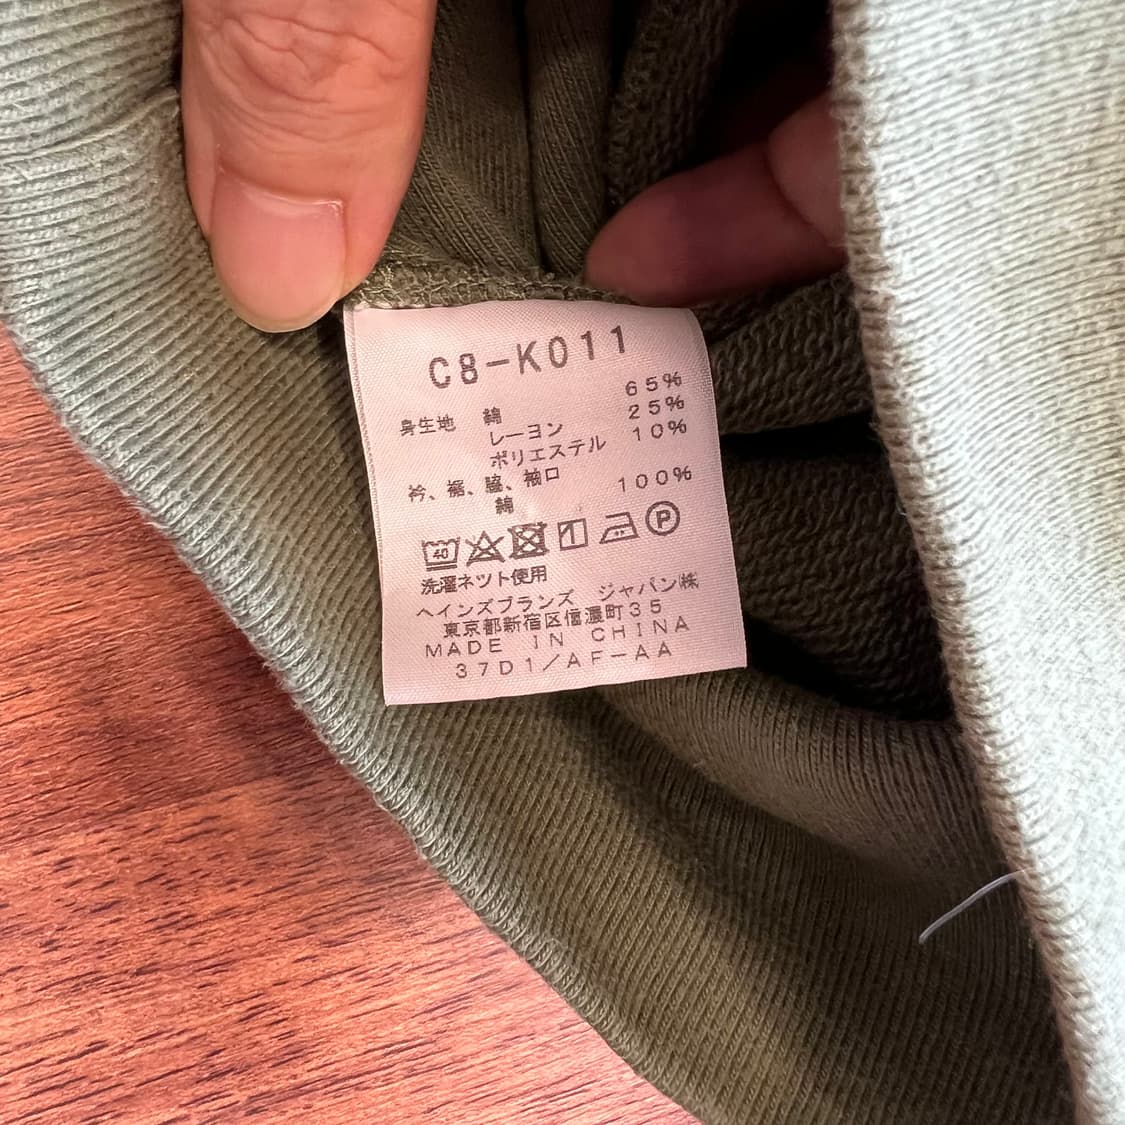 C8-K011
身生地 綿 65%
レーヨン 25%
ポリエステル 10%
衿、裾、脇、袖口
綿 100%
40 P
洗濯ネット使用
ヘインズブランズ ジャパン㈱
東京都新宿区信濃町35
MADE IN CHINA
37D1/AF-AA